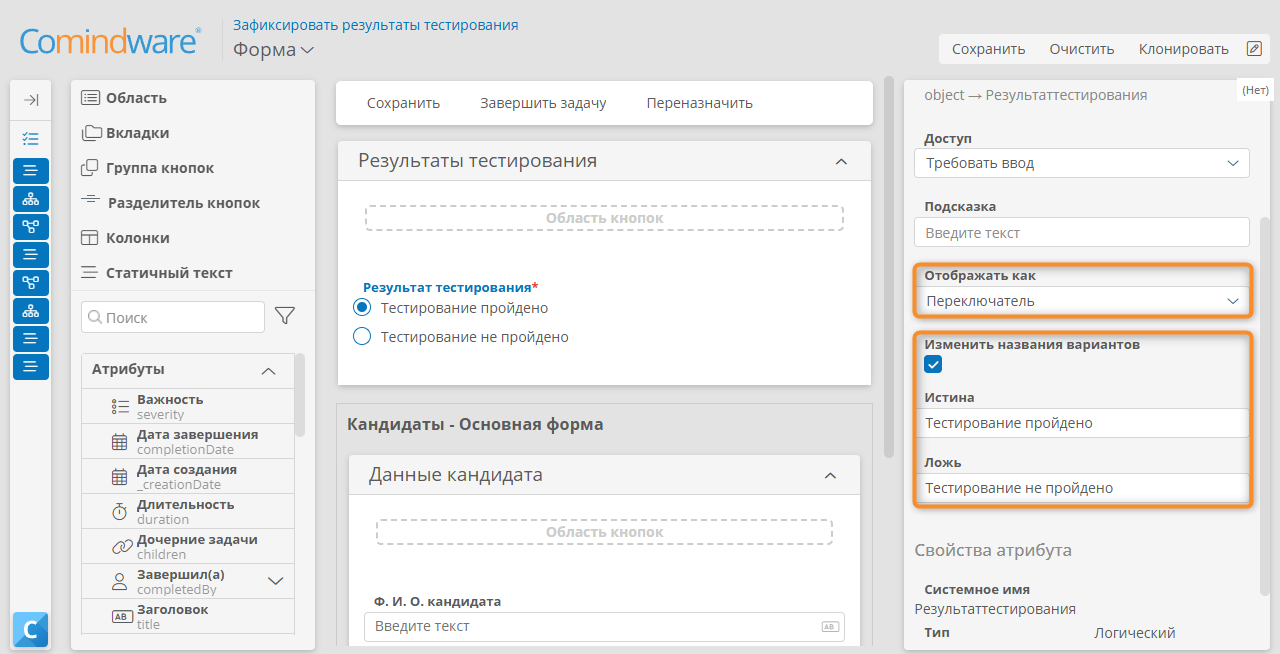 Comindware®
Зафиксировать результаты тестирования
Форма
Сохранить
Очистить
Клонировать
Область
Вкладки
Группа кнопок
Разделитель кнопок
Колонки
Статичный текст
Поиск
Атрибуты
Важность
severity
Дата завершения
completionDate
Дата создания
_creationDate
Длительность
duration
Дочерние задачи
children
Завершил(а)
completedBy
AB
Заголовок
title
C
Сохранить
Завершить задачу
Переназначить
Результаты тестирования
Область кнопок
Результат тестирования*
Тестирование пройдено
Тестирование не пройдено
Кандидаты - Основная форма
Данные кандидата
Область кнопок
Ф. И. О. кандидата
Введите текст
AB
(Нет)
object → Результаттестирования
Доступ
Требовать ввод
Подсказка
Введите текст
Отображать как
Переключатель
Изменить названия вариантов
Истина
Тестирование пройдено
Ложь
Тестирование не пройдено
Свойства атрибута
Системное имя
Результаттестирования
Тип
Логический